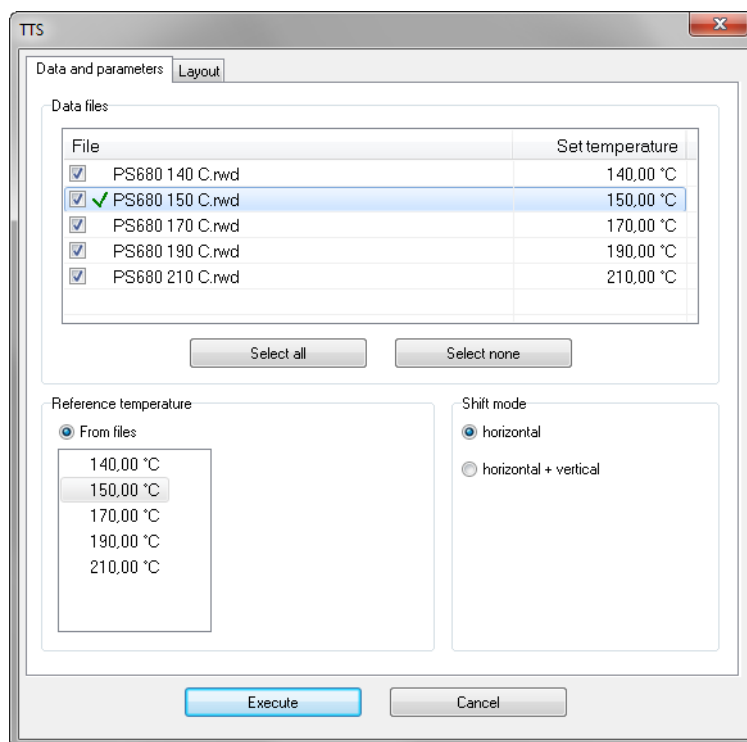 TTS
Data and parameters Layout
Data files
File Set temperature
PS680 140 C.rwd 140,00 °C
PS680 150 C.rwd 150,00 °C
PS680 170 C.rwd 170,00 °C
PS680 190 C.rwd 190,00 °C
PS680 210 C.rwd 210,00 °C
Select all Select none
Reference temperature Shift mode
From files horizontal
140,00 °C
150,00 °C horizontal + vertical
170,00 °C
190,00 °C
210,00 °C
Execute Cancel